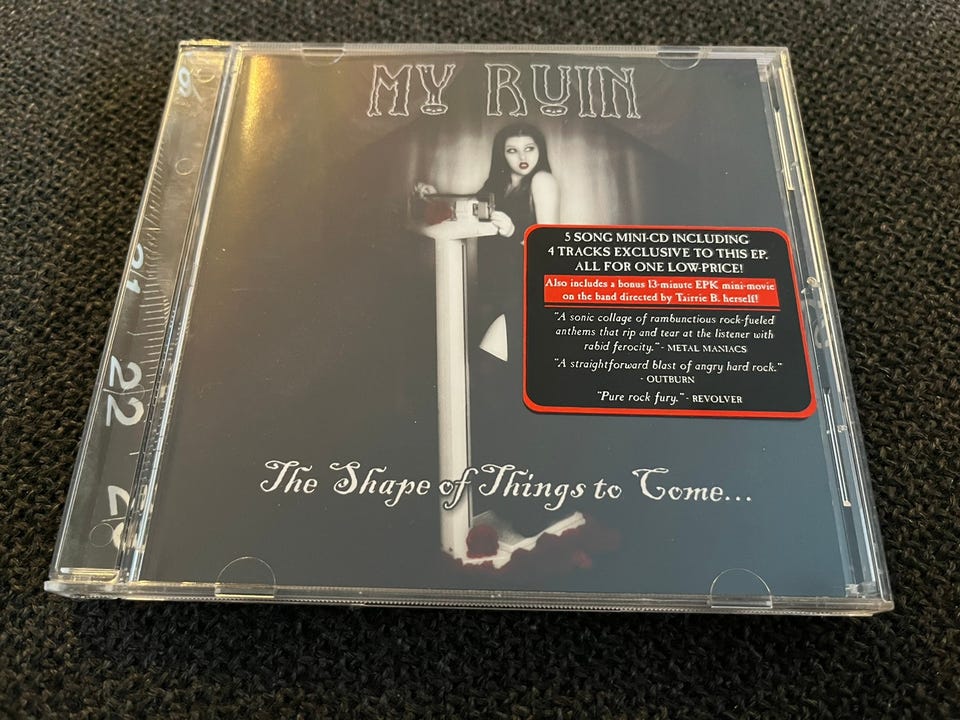 MY RUIN
5 SONG MINI-CD INCLUDING
4 TRACKS EXCLUSIVE TO THIS EP.
ALL FOR ONE LOW-PRICE!
Also includes a bonus 13-minute EPK mini-movie
on the band directed by Tairrie B. herself!
"A sonic collage of rambunctious rock-fueled
anthems that rip and tear at the listener with
rabid ferocity." - METAL MANIACS
"A straightforward blast of angry hard rock."
- OUTBURN
"Pure rock fury." - REVOLVER
The Shape of Things to Come...
21
22